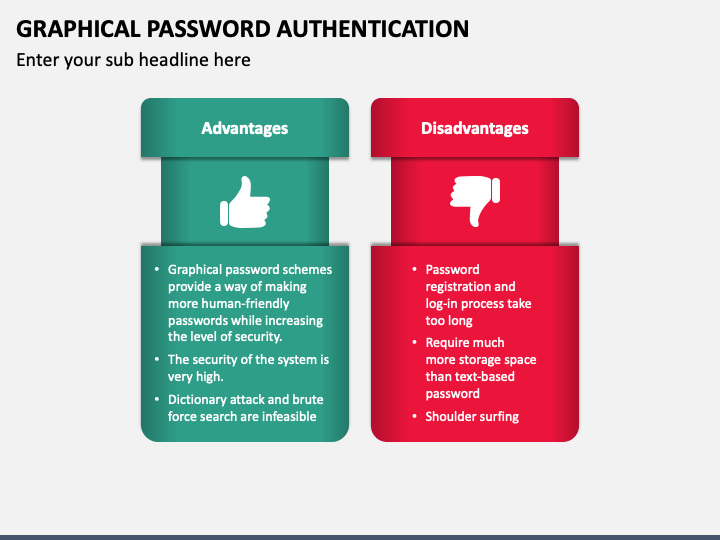 GRAPHICAL PASSWORD AUTHENTICATION
Enter your sub headline here
Advantages
• Graphical password schemes
provide a way of making
more human-friendly
passwords while increasing
the level of security.
• The security of the system is
very high.
• Dictionary attack and brute
force search are infeasible
Disadvantages
• Password
registration and
log-in process take
too long
• Require much
more storage space
than text-based
password
• Shoulder surfing